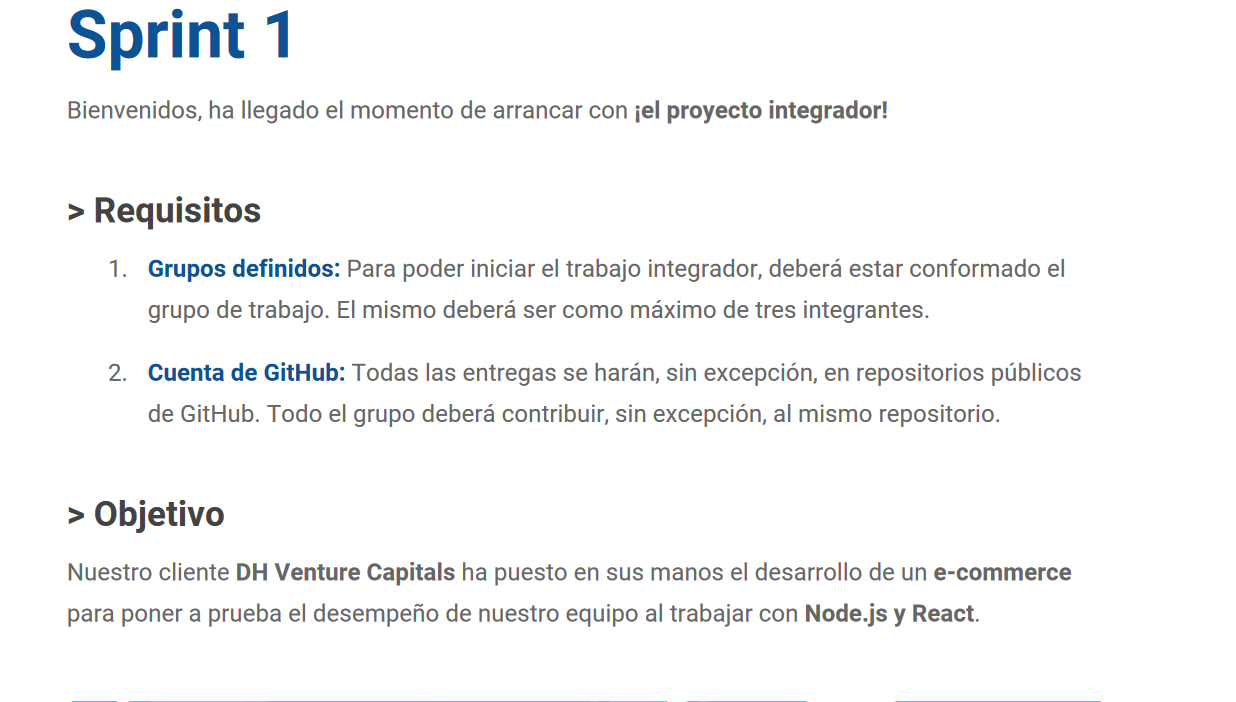 Sprint 1
Bienvenidos, ha llegado el momento de arrancar con ¡el proyecto integrador!
> Requisitos
1. Grupos definidos: Para poder iniciar el trabajo integrador, deberá estar conformado el
grupo de trabajo. El mismo deberá ser como máximo de tres integrantes.
2. Cuenta de GitHub: Todas las entregas se harán, sin excepción, en repositorios públicos
de GitHub. Todo el grupo deberá contribuir, sin excepción, al mismo repositorio.
> Objetivo
Nuestro cliente DH Venture Capitals ha puesto en sus manos el desarrollo de un e-commerce
para poner a prueba el desempeño de nuestro equipo al trabajar con Node.js y React.